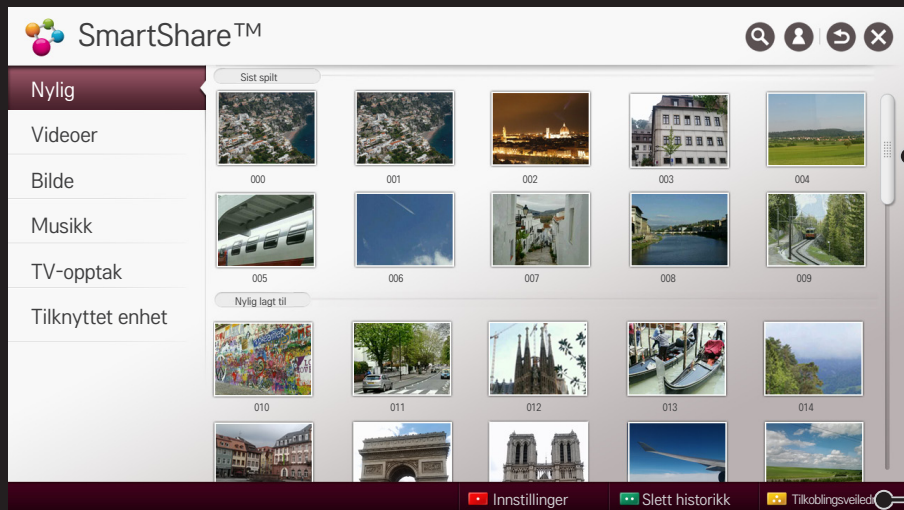 SmartShare™
Nylig
Videoer
Bilde
Musikk
TV-opptak
Tilknyttet enhet
Sist spilt
000 001 002 003 004
005 006 007 008 009
Nylig lagt til
010 011 012 013 014
Innstillinger Slett historikk